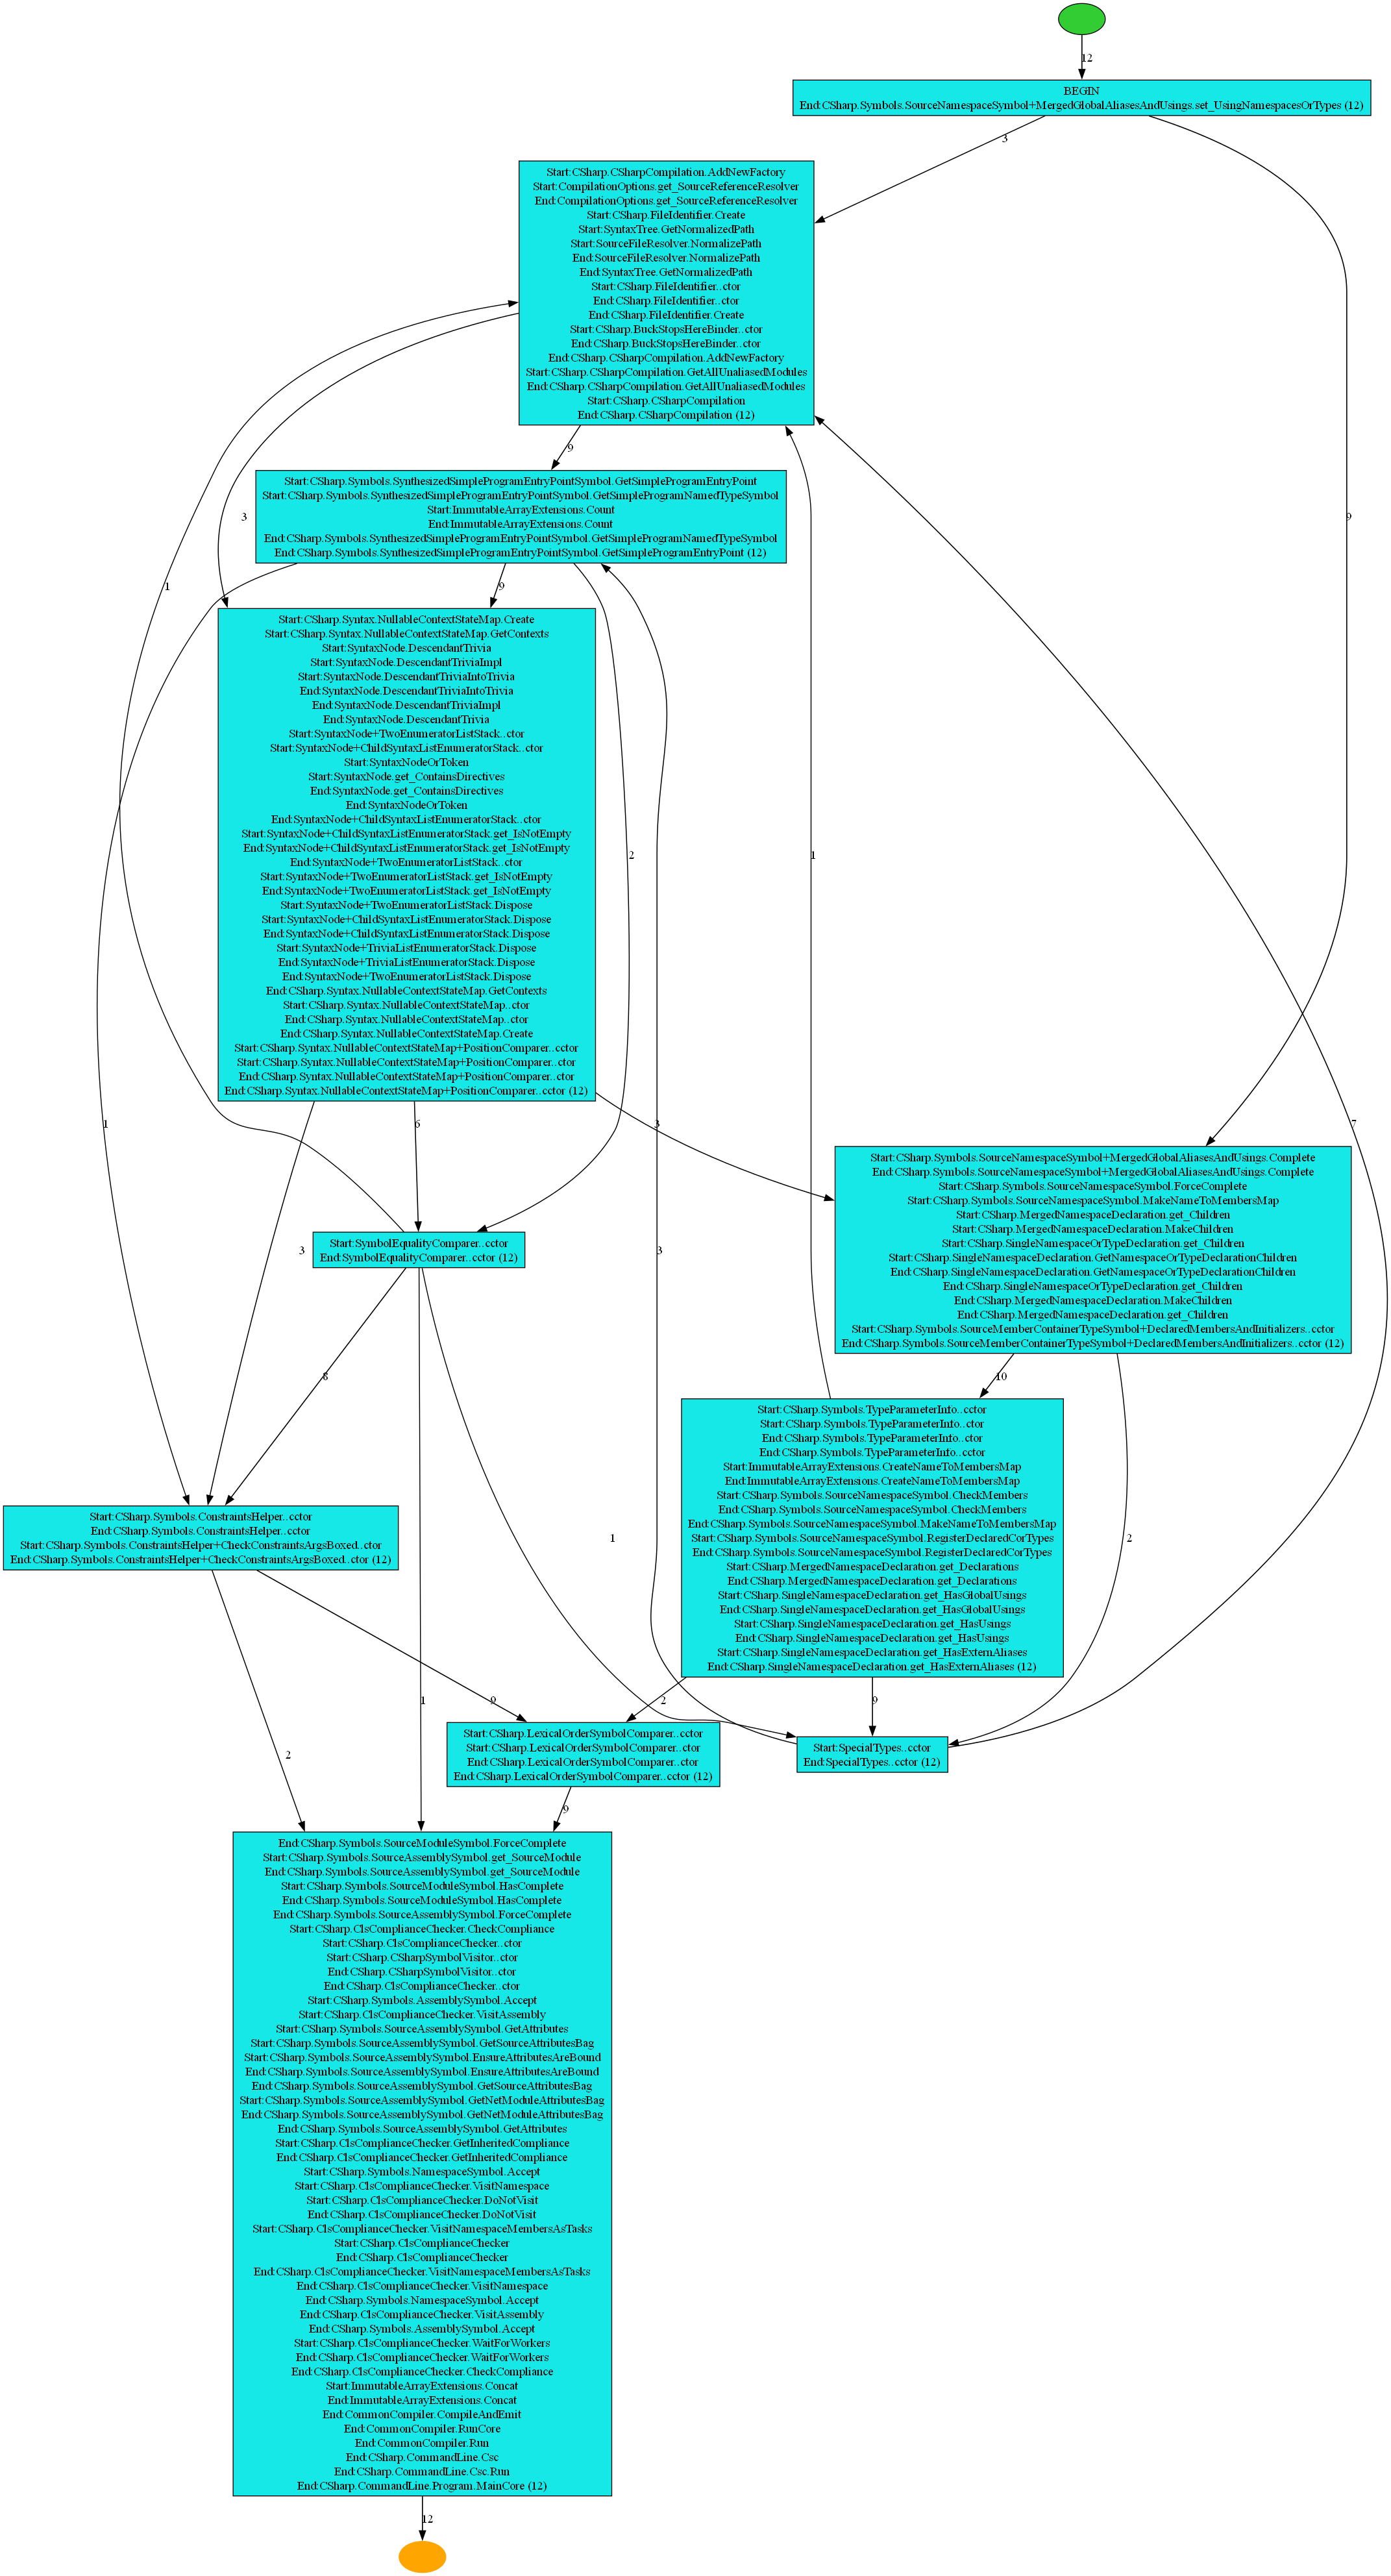 12
BEGIN
End:CSharp.Symbols.SourceNamespaceSymbol+MergedGlobalAliasesAndUsings.set_UsingNamespacesOrTypes (12)
3
Start:CSharp.CSharpCompilation.AddNewFactory
Start:CompilationOptions.get_SourceReferenceResolver
End:CompilationOptions.get_SourceReferenceResolver
Start:CSharp.FileIdentifier.Create
Start:SyntaxTree.GetNormalizedPath
Start:SourceFileResolver.NormalizePath
End:SourceFileResolver.NormalizePath
End:SyntaxTree.GetNormalizedPath
Start:CSharp.FileIdentifier..ctor
End:CSharp.FileIdentifier..ctor
End:CSharp.FileIdentifier.Create
Start:CSharp.BuckStopsHereBinder..ctor
End:CSharp.BuckStopsHereBinder..ctor
End:CSharp.CSharpCompilation.AddNewFactory
Start:CSharp.CSharpCompilation.GetAllUnaliasedModules
End:CSharp.CSharpCompilation.GetAllUnaliasedModules
Start:CSharp.CSharpCompilation
End:CSharp.CSharpCompilation (12)
9
Start:CSharp.Symbols.SynthesizedSimpleProgramEntryPointSymbol.GetSimpleProgramEntryPoint
Start:CSharp.Symbols.SynthesizedSimpleProgramEntryPointSymbol.GetSimpleProgramNamedTypeSymbol
Start:ImmutableArrayExtensions.Count
End:ImmutableArrayExtensions.Count
End:CSharp.Symbols.SynthesizedSimpleProgramEntryPointSymbol.GetSimpleProgramNamedTypeSymbol
End:CSharp.Symbols.SynthesizedSimpleProgramEntryPointSymbol.GetSimpleProgramEntryPoint (12)
3
9
1
9
Start:CSharp.Syntax.NullableContextStateMap.Create
Start:CSharp.Syntax.NullableContextStateMap.GetContexts
Start:SyntaxNode.DescendantTrivia
Start:SyntaxNode.DescendantTriviaImpl
Start:SyntaxNode.DescendantTriviaIntoTrivia
End:SyntaxNode.DescendantTriviaIntoTrivia
End:SyntaxNode.DescendantTriviaImpl
End:SyntaxNode.DescendantTrivia
Start:SyntaxNode+TwoEnumeratorListStack..ctor
Start:SyntaxNode+ChildSyntaxListEnumeratorStack..ctor
Start:SyntaxNodeOrToken
Start:SyntaxNode.get_ContainsDirectives
End:SyntaxNode.get_ContainsDirectives
End:SyntaxNodeOrToken
End:SyntaxNode+ChildSyntaxListEnumeratorStack..ctor
Start:SyntaxNode+ChildSyntaxListEnumeratorStack.get_IsNotEmpty
End:SyntaxNode+ChildSyntaxListEnumeratorStack.get_IsNotEmpty
End:SyntaxNode+TwoEnumeratorListStack..ctor
Start:SyntaxNode+TwoEnumeratorListStack.get_IsNotEmpty
End:SyntaxNode+TwoEnumeratorListStack.get_IsNotEmpty
Start:SyntaxNode+TwoEnumeratorListStack.Dispose
Start:SyntaxNode+ChildSyntaxListEnumeratorStack.Dispose
End:SyntaxNode+ChildSyntaxListEnumeratorStack.Dispose
Start:SyntaxNode+TriviaListEnumeratorStack.Dispose
End:SyntaxNode+TriviaListEnumeratorStack.Dispose
End:SyntaxNode+TwoEnumeratorListStack.Dispose
End:CSharp.Syntax.NullableContextStateMap.GetContexts
Start:CSharp.Syntax.NullableContextStateMap..ctor
End:CSharp.Syntax.NullableContextStateMap..ctor
End:CSharp.Syntax.NullableContextStateMap.Create
Start:CSharp.Syntax.NullableContextStateMap+PositionComparer..cctor
Start:CSharp.Syntax.NullableContextStateMap+PositionComparer..ctor
End:CSharp.Syntax.NullableContextStateMap+PositionComparer..ctor
End:CSharp.Syntax.NullableContextStateMap+PositionComparer..cctor (12)
2
1
1
6
3
7
Start:CSharp.Symbols.SourceNamespaceSymbol+MergedGlobalAliasesAndUsings.Complete
End:CSharp.Symbols.SourceNamespaceSymbol+MergedGlobalAliasesAndUsings.Complete
Start:CSharp.Symbols.SourceNamespaceSymbol.ForceComplete
Start:CSharp.Symbols.SourceNamespaceSymbol.MakeNameToMembersMap
Start:CSharp.MergedNamespaceDeclaration.get_Children
Start:CSharp.MergedNamespaceDeclaration.MakeChildren
Start:CSharp.SingleNamespaceOrTypeDeclaration.get_Children
Start:CSharp.SingleNamespaceDeclaration.GetNamespaceOrTypeDeclarationChildren
End:CSharp.SingleNamespaceDeclaration.GetNamespaceOrTypeDeclarationChildren
End:CSharp.SingleNamespaceOrTypeDeclaration.get_Children
End:CSharp.MergedNamespaceDeclaration.MakeChildren
End:CSharp.MergedNamespaceDeclaration.get_Children
Start:CSharp.Symbols.SourceMemberContainerTypeSymbol+DeclaredMembersAndInitializers..cctor
End:CSharp.Symbols.SourceMemberContainerTypeSymbol+DeclaredMembersAndInitializers..cctor (12)
Start:SymbolEqualityComparer..cctor
End:SymbolEqualityComparer..cctor (12)
3
3
8
10
Start:CSharp.Symbols.TypeParameterInfo..cctor
Start:CSharp.Symbols.TypeParameterInfo..ctor
End:CSharp.Symbols.TypeParameterInfo..ctor
End:CSharp.Symbols.TypeParameterInfo..cctor
Start:ImmutableArrayExtensions.CreateNameToMembersMap
End:ImmutableArrayExtensions.CreateNameToMembersMap
Start:CSharp.Symbols.SourceNamespaceSymbol.CheckMembers
End:CSharp.Symbols.SourceNamespaceSymbol.CheckMembers
End:CSharp.Symbols.SourceNamespaceSymbol.MakeNameToMembersMap
Start:CSharp.Symbols.SourceNamespaceSymbol.RegisterDeclaredCorTypes
End:CSharp.Symbols.SourceNamespaceSymbol.RegisterDeclaredCorTypes
Start:CSharp.MergedNamespaceDeclaration.get_Declarations
End:CSharp.MergedNamespaceDeclaration.get_Declarations
Start:CSharp.SingleNamespaceDeclaration.get_HasGlobalUsings
End:CSharp.SingleNamespaceDeclaration.get_HasGlobalUsings
Start:CSharp.SingleNamespaceDeclaration.get_HasUsings
End:CSharp.SingleNamespaceDeclaration.get_HasUsings
Start:CSharp.SingleNamespaceDeclaration.get_HasExternAliases
End:CSharp.SingleNamespaceDeclaration.get_HasExternAliases (12)
Start:CSharp.Symbols.ConstraintsHelper..cctor
End:CSharp.Symbols.ConstraintsHelper..cctor
Start:CSharp.Symbols.ConstraintsHelper+CheckConstraintsArgsBoxed..ctor
End:CSharp.Symbols.ConstraintsHelper+CheckConstraintsArgsBoxed..ctor (12)
1
2
1
9
2
9
Start:CSharp.LexicalOrderSymbolComparer..cctor
Start:CSharp.LexicalOrderSymbolComparer..ctor
End:CSharp.LexicalOrderSymbolComparer..ctor
End:CSharp.LexicalOrderSymbolComparer..cctor (12)
Start:SpecialTypes..cctor
End:SpecialTypes..cctor (12)
2
9
End:CSharp.Symbols.SourceModuleSymbol.ForceComplete
Start:CSharp.Symbols.SourceAssemblySymbol.get_SourceModule
End:CSharp.Symbols.SourceAssemblySymbol.get_SourceModule
Start:CSharp.Symbols.SourceModuleSymbol.HasComplete
End:CSharp.Symbols.SourceModuleSymbol.HasComplete
End:CSharp.Symbols.SourceAssemblySymbol.ForceComplete
Start:CSharp.ClsComplianceChecker.CheckCompliance
Start:CSharp.ClsComplianceChecker..ctor
Start:CSharp.CSharpSymbolVisitor..ctor
End:CSharp.CSharpSymbolVisitor..ctor
End:CSharp.ClsComplianceChecker..ctor
Start:CSharp.Symbols.AssemblySymbol.Accept
Start:CSharp.ClsComplianceChecker.VisitAssembly
Start:CSharp.Symbols.SourceAssemblySymbol.GetAttributes
Start:CSharp.Symbols.SourceAssemblySymbol.GetSourceAttributesBag
Start:CSharp.Symbols.SourceAssemblySymbol.EnsureAttributesAreBound
End:CSharp.Symbols.SourceAssemblySymbol.EnsureAttributesAreBound
End:CSharp.Symbols.SourceAssemblySymbol.GetSourceAttributesBag
Start:CSharp.Symbols.SourceAssemblySymbol.GetNetModuleAttributesBag
End:CSharp.Symbols.SourceAssemblySymbol.GetNetModuleAttributesBag
End:CSharp.Symbols.SourceAssemblySymbol.GetAttributes
Start:CSharp.ClsComplianceChecker.GetInheritedCompliance
End:CSharp.ClsComplianceChecker.GetInheritedCompliance
Start:CSharp.Symbols.NamespaceSymbol.Accept
Start:CSharp.ClsComplianceChecker.VisitNamespace
Start:CSharp.ClsComplianceChecker.DoNotVisit
End:CSharp.ClsComplianceChecker.DoNotVisit
Start:CSharp.ClsComplianceChecker.VisitNamespaceMembersAsTasks
Start:CSharp.ClsComplianceChecker
End:CSharp.ClsComplianceChecker
End:CSharp.ClsComplianceChecker.VisitNamespaceMembersAsTasks
End:CSharp.ClsComplianceChecker.VisitNamespace
End:CSharp.Symbols.NamespaceSymbol.Accept
End:CSharp.ClsComplianceChecker.VisitAssembly
End:CSharp.Symbols.AssemblySymbol.Accept
Start:CSharp.ClsComplianceChecker.WaitForWorkers
End:CSharp.ClsComplianceChecker.WaitForWorkers
End:CSharp.ClsComplianceChecker.CheckCompliance
Start:ImmutableArrayExtensions.Concat
End:ImmutableArrayExtensions.Concat
End:CommonCompiler.CompileAndEmit
End:CommonCompiler.RunCore
End:CommonCompiler.Run
End:CSharp.CommandLine.Csc
End:CSharp.CommandLine.Csc.Run
End:CSharp.CommandLine.Program.MainCore (12)
12